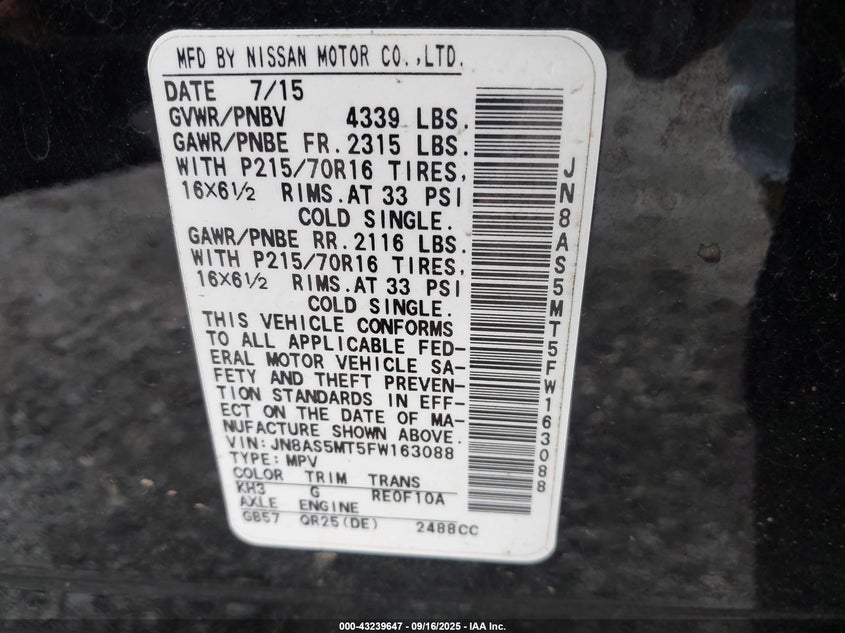 MFD BY NISSAN MOTOR CO.,LTD.
DATE 7/15
GVWR/PNBV 4339 LBS.
GAWR/PNBE FR.2315 LBS.
WITH P215/70R16 TIRES,
16X6½ RIMS.AT 33 PSI
COLD SINGLE.
GAWR/PNBE RR.2116 LBS.
WITH P215/70R16 TIRES,
16X6½ RIMS.AT 33 PSI
COLD SINGLE.
THIS VEHICLE CONFORMS
TO ALL APPLICABLE FED-
ERAL MOTOR VEHICLE SA-
FETY AND THEFT PREVEN-
TION STANDARDS IN EFF-
ECT ON THE DATE OF MA-
NUFACTURE SHOWN ABOVE.
VIN:JN8AS5MT5FW163088
TYPE:MPV
COLOR TRIM TRANS
KH3 G RE0F10A
AXLE ENGINE
GB57 QR25(DE) 2488CC
JN8AS5MT5FW163088
000-43239647 - 09/16/2025 - IAA Inc.